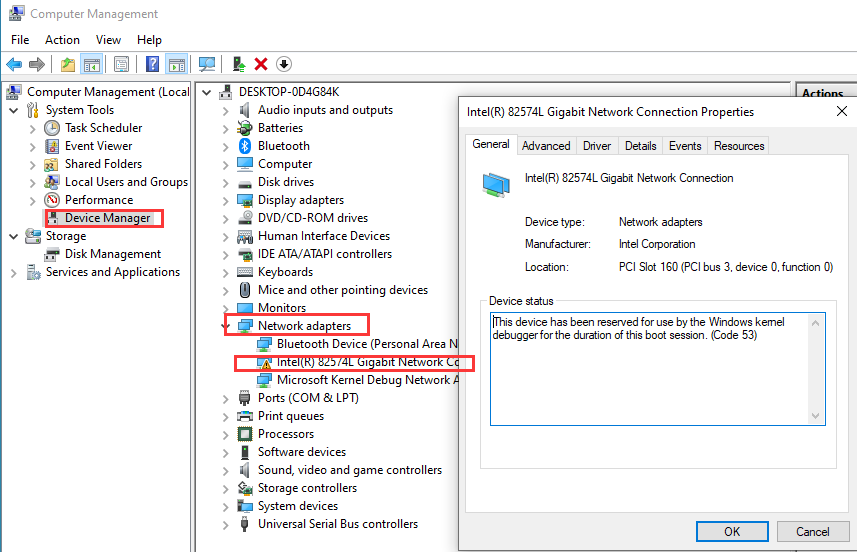 Computer Management
File Action View Help
Computer Management (Local
System Tools
Task Scheduler
Event Viewer
Shared Folders
Local Users and Groups
Performance
Device Manager
Storage
Disk Management
Services and Applications
DESKTOP-0D4G84K
Audio inputs and outputs
Batteries
Bluetooth
Computer
Disk drives
Display adapters
DVD/CD-ROM drives
Human Interface Devices
IDE ATA/ATAPI controllers
Keyboards
Mice and other pointing devices
Monitors
Network adapters
Bluetooth Device (Personal Area N
Intel(R) 82574L Gigabit Network Co
Microsoft Kernel Debug Network A
Ports (COM & LPT)
Print queues
Processors
Software devices
Sound, video and game controllers
Storage controllers
System devices
Universal Serial Bus controllers
Actions
Intel(R) 82574L Gigabit Network Connection Properties
General Advanced Driver Details Events Resources
Intel(R) 82574L Gigabit Network Connection
Device type: Network adapters
Manufacturer: Intel Corporation
Location: PCI Slot 160 (PCI bus 3, device 0, function 0)
Device status
This device has been reserved for use by the Windows kernel
debugger for the duration of this boot session. (Code 53)
OK Cancel